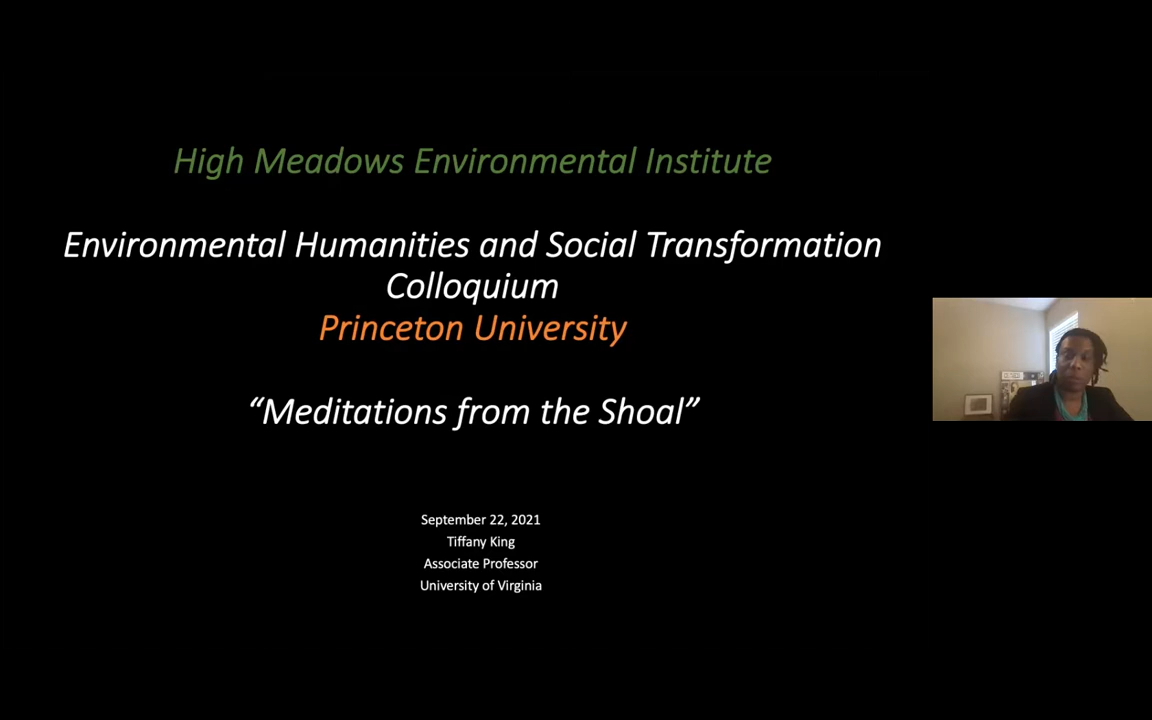 High Meadows Environmental Institute
Environmental Humanities and Social Transformation
Colloquium
Princeton University
“Meditations from the Shoal”
September 22, 2021
Tiffany King
Associate Professor
University of Virginia